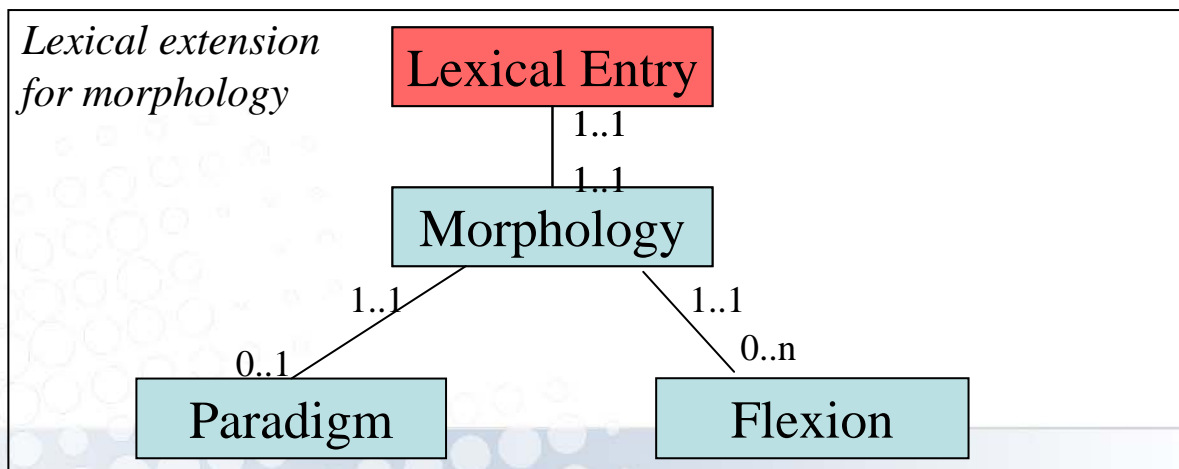 Lexical extension
for morphology
Lexical Entry
1..1
1..1
Morphology
1..1
1..1
0..1
0..n
Paradigm
Flexion